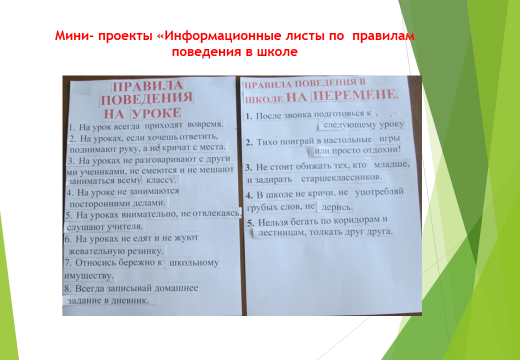 Мини- проекты «Информационные листы по правилам
поведения в школе
ПРАВИЛА
ПОВЕДЕНИЯ
НА УРОКЕ
1. На урок всегда приходят вовремя.
2. На уроках, если хочешь ответить,
поднимают руку, а не кричат с места.
3. На уроках не разговаривают с други
ми учениками, не смеются и не мешают
заниматься всему классу.
4. На уроке не занимаются
посторонними делами.
5. На уроках внимательно, не отвлекаясь,
слушают учителя.
6. На уроках не едят и не жуют
жевательную резинку.
7. Относись бережно к школьному
имуществу.
8. Всегда записывай домашнее
задание в дневник.
ПРАВИЛА ПОВЕДЕНИЯ В
ШКОЛЕ НА ПЕРЕМЕНЕ.
1. После звонка подготовься к
следующему уроку
2. Тихо поиграй в настольные игры
или просто отдохни!
3. Не стоит обижать тех, кто младше,
и задирать старшеклассников.
4. В школе не кричи, не употребляй
грубых слов, не дерись.
5. Нельзя бегать по коридорам и
лестницам, толкать друг друга.